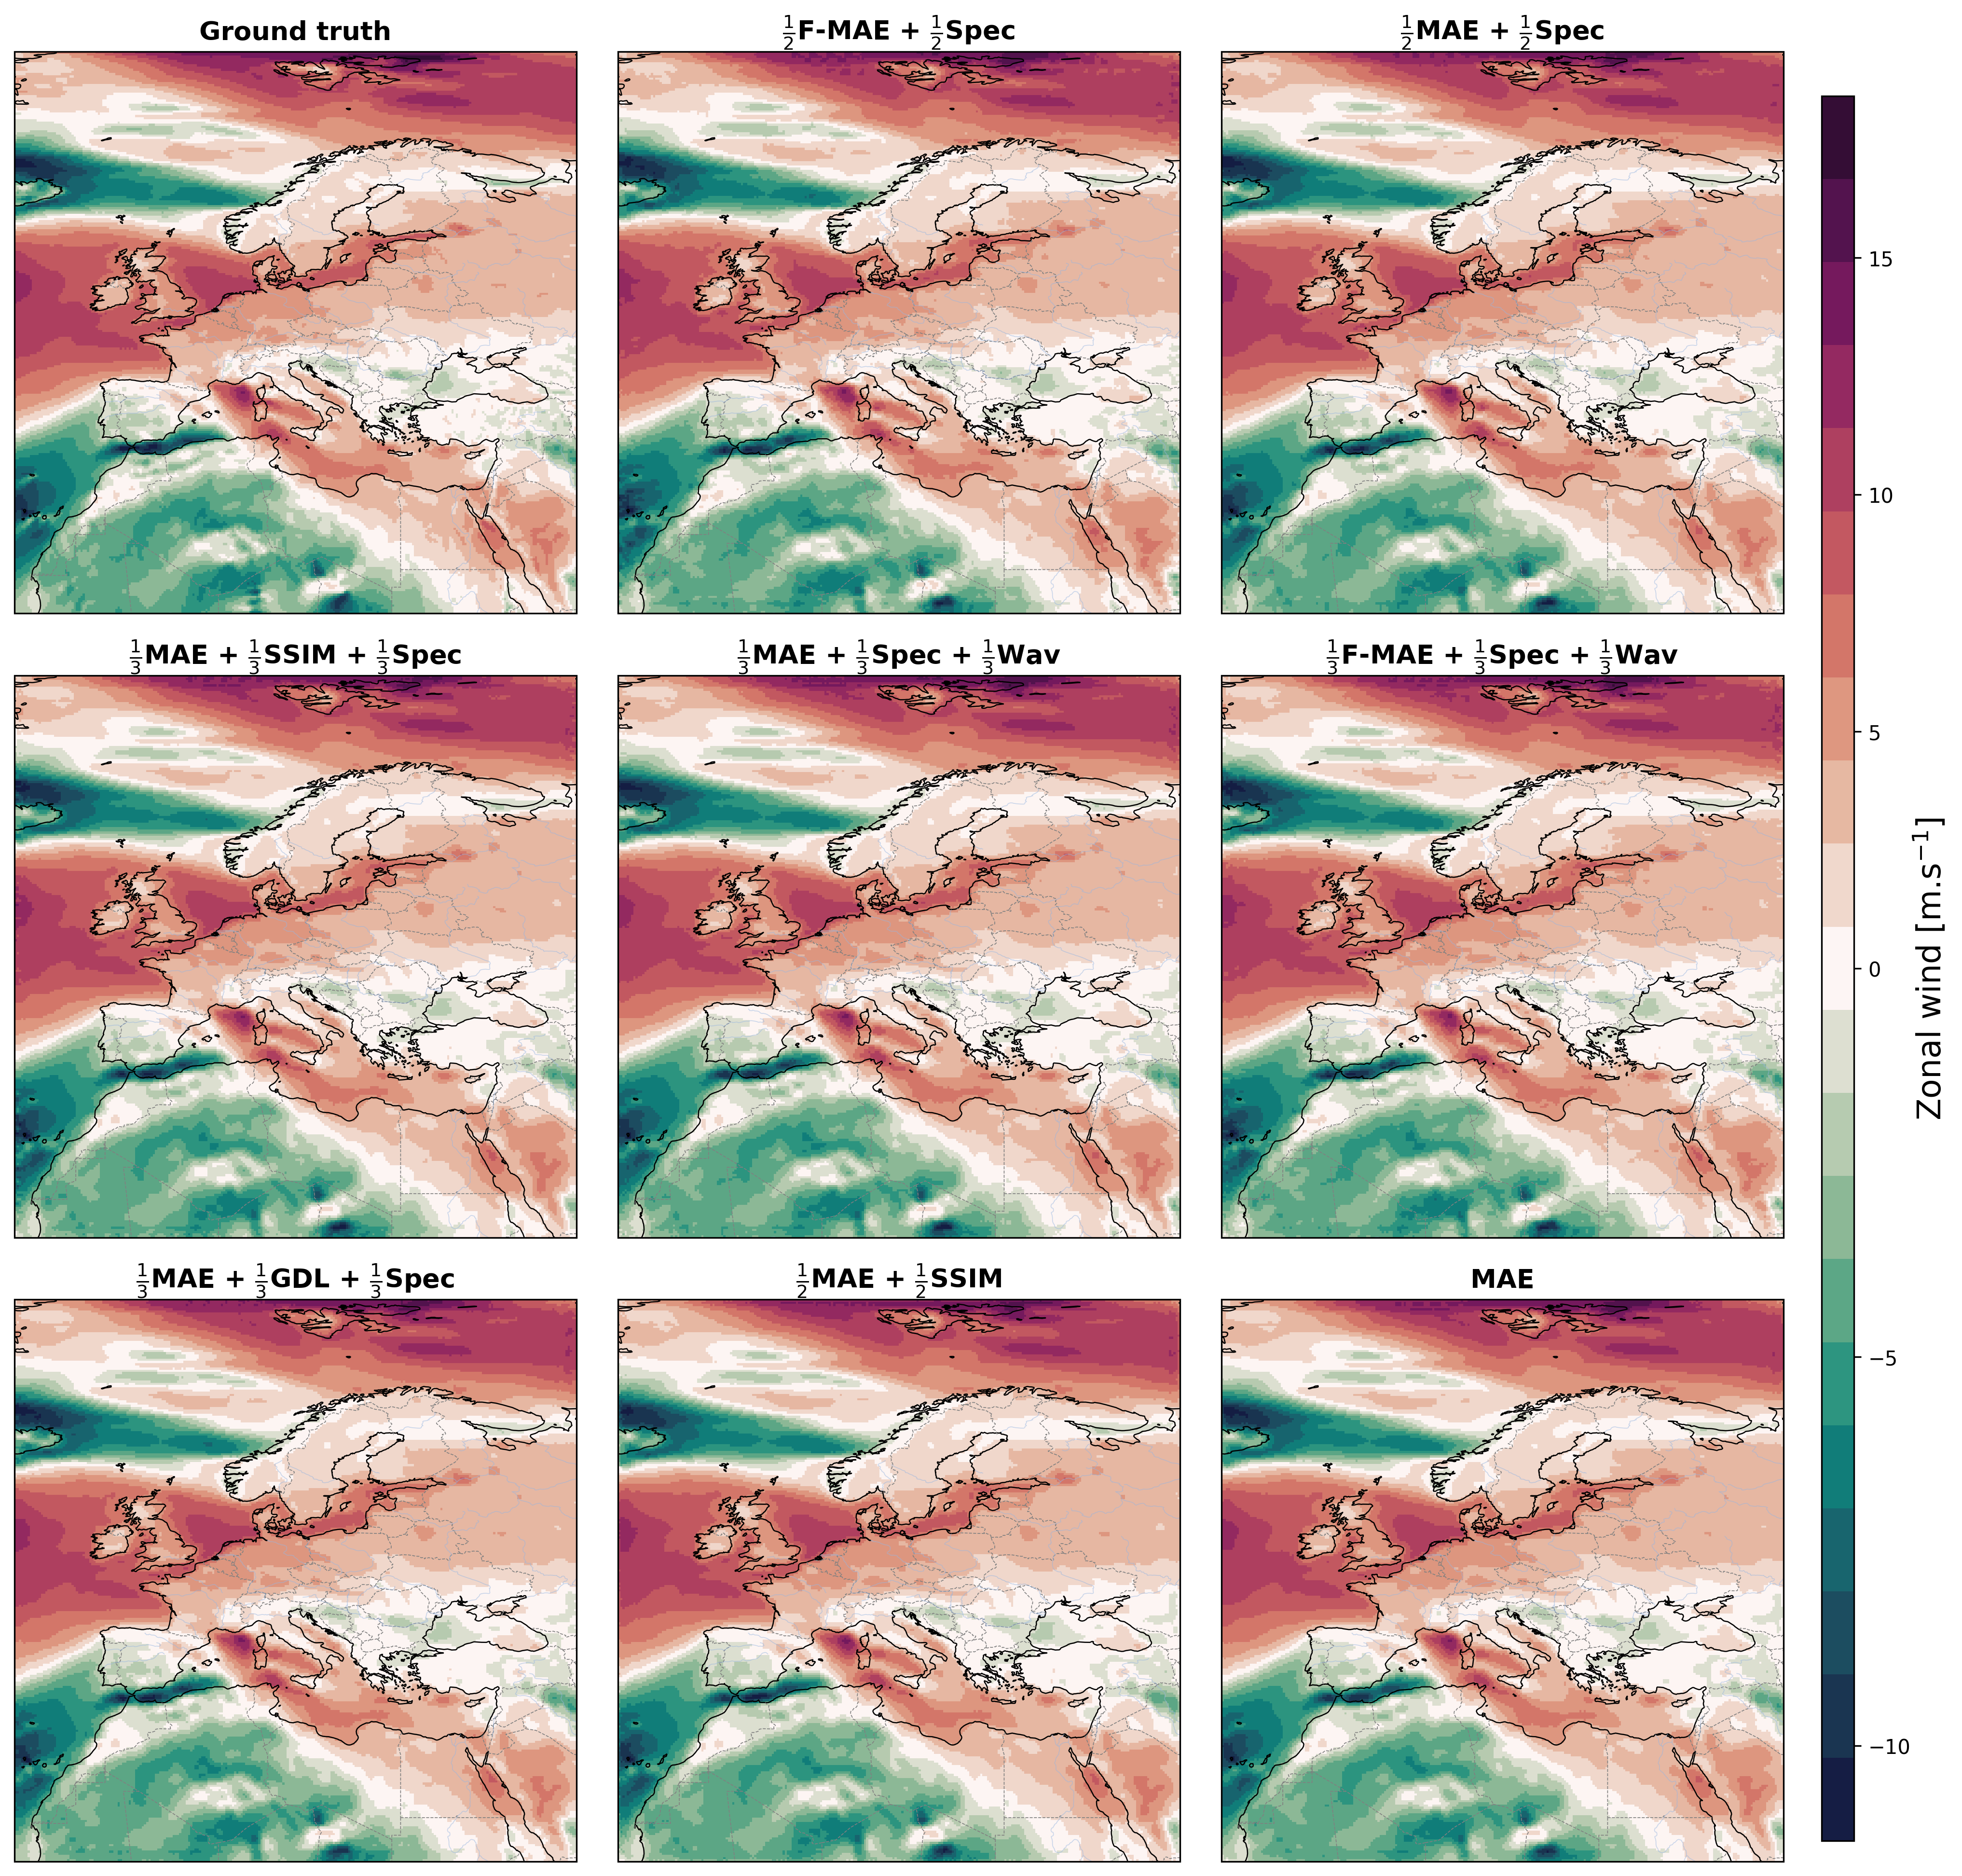 Ground truth
½F-MAE + ½Spec
½MAE + ½Spec
⅓MAE + ⅓SSIM + ⅓Spec
⅓MAE + ⅓Spec + ⅓Wav
⅓F-MAE + ⅓Spec + ⅓Wav
⅓MAE + ⅓GDL + ⅓Spec
½MAE + ½SSIM
MAE
15
10
5
0
−5
−10
Zonal wind [m.s⁻¹]